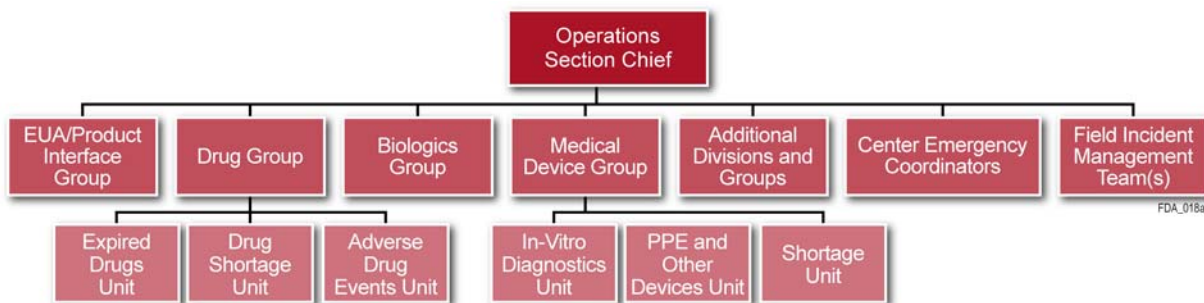 Operations
Section Chief
EUA/Product
Interface
Group
Drug Group
Biologics
Group
Medical
Device Group
Additional
Divisions and
Groups
Center Emergency
Coordinators
Field Incident
Management
Team(s)
FDA_018a
Expired
Drugs
Unit
Drug
Shortage
Unit
Adverse
Drug
Events Unit
In-Vitro
Diagnostics
Unit
PPE and
Other
Devices Unit
Shortage
Unit